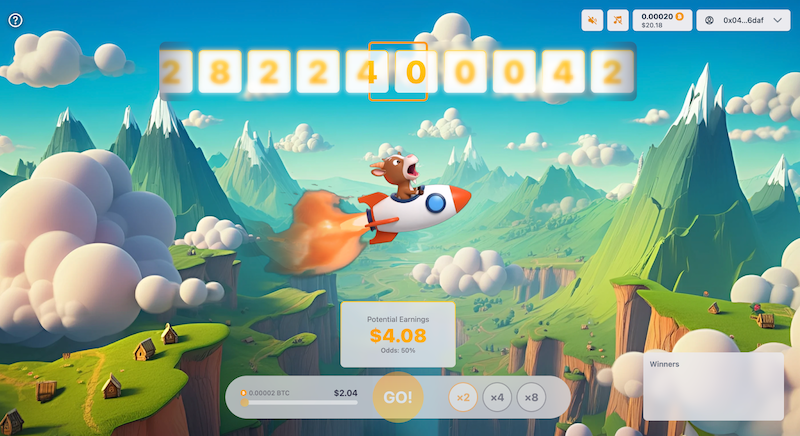 ?
0.00020 B
$20.18
0x04...6daf
2 8 2 2 4 0 0 0 4 2
Potential Earnings
$4.08
Odds: 50%
0.00002 BTC
$2.04
GO!
×2
×4
×8
Winners